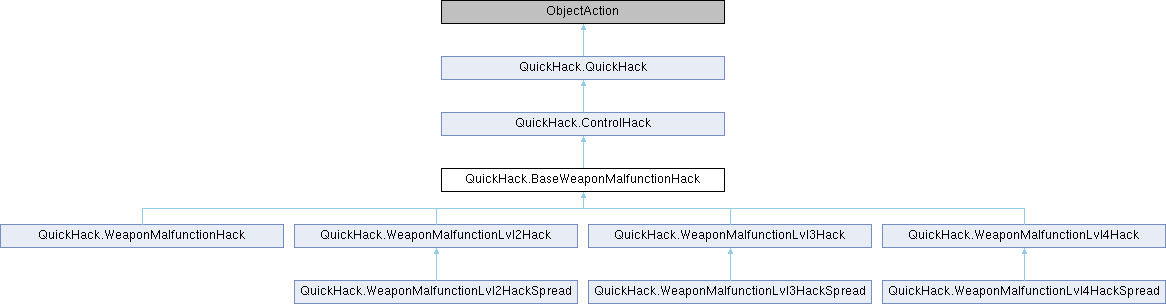 ObjectAction
QuickHack.QuickHack
QuickHack.ControlHack
QuickHack.BaseWeaponMalfunctionHack
QuickHack.WeaponMalfunctionHack
QuickHack.WeaponMalfunctionLvl2Hack
QuickHack.WeaponMalfunctionLvl3Hack
QuickHack.WeaponMalfunctionLvl4Hack
QuickHack.WeaponMalfunctionLvl2HackSpread
QuickHack.WeaponMalfunctionLvl3HackSpread
QuickHack.WeaponMalfunctionLvl4HackSpread